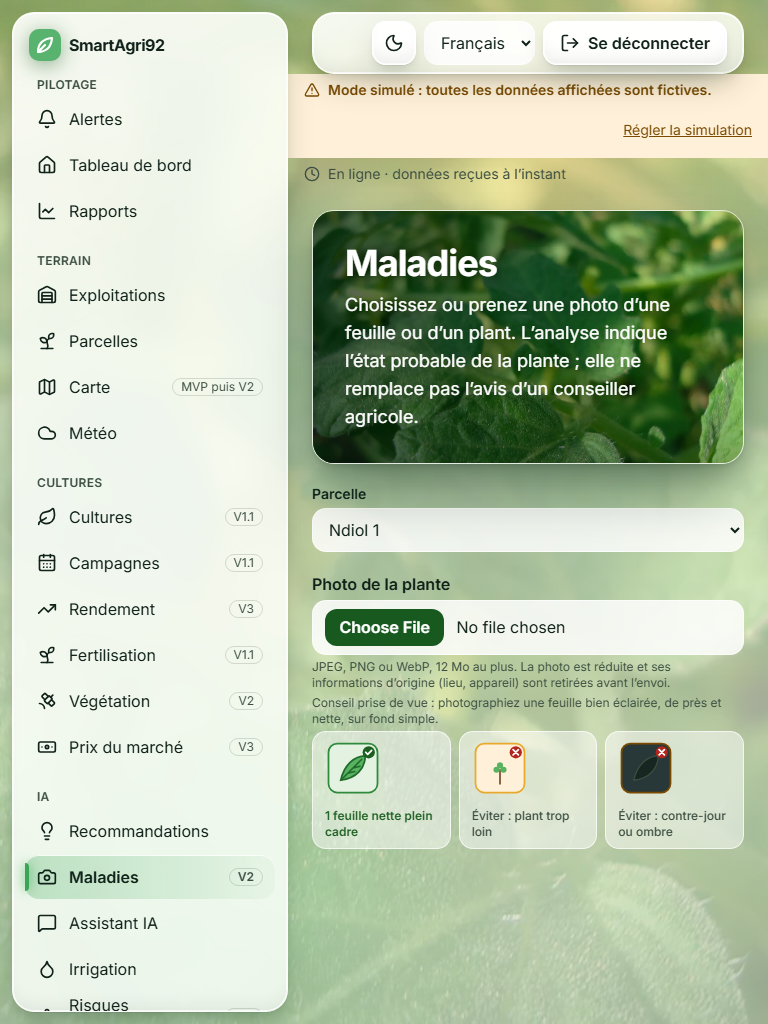 SmartAgri92
PILOTAGE
Alertes
Tableau de bord
Rapports
TERRAIN
Exploitations
Parcelles
Carte MVP puis V2
Météo
CULTURES
Cultures V1.1
Campagnes V1.1
Rendement V3
Fertilisation V1.1
Végétation V2
Prix du marché V3
IA
Recommandations
Maladies V2
Assistant IA
Irrigation
Risques
Français
Se déconnecter
Mode simulé : toutes les données affichées sont fictives.
Régler la simulation
En ligne · données reçues à l’instant
Maladies
Choisissez ou prenez une photo d’une
feuille ou d’un plant. L’analyse indique
l’état probable de la plante ; elle ne
remplace pas l’avis d’un conseiller
agricole.
Parcelle
Ndiol 1
Photo de la plante
Choose File No file chosen
JPEG, PNG ou WebP, 12 Mo au plus. La photo est réduite et ses
informations d’origine (lieu, appareil) sont retirées avant l’envoi.
Conseil prise de vue : photographiez une feuille bien éclairée, de près et
nette, sur fond simple.
1 feuille nette plein
cadre
Éviter : plant trop
loin
Éviter : contre-jour
ou ombre